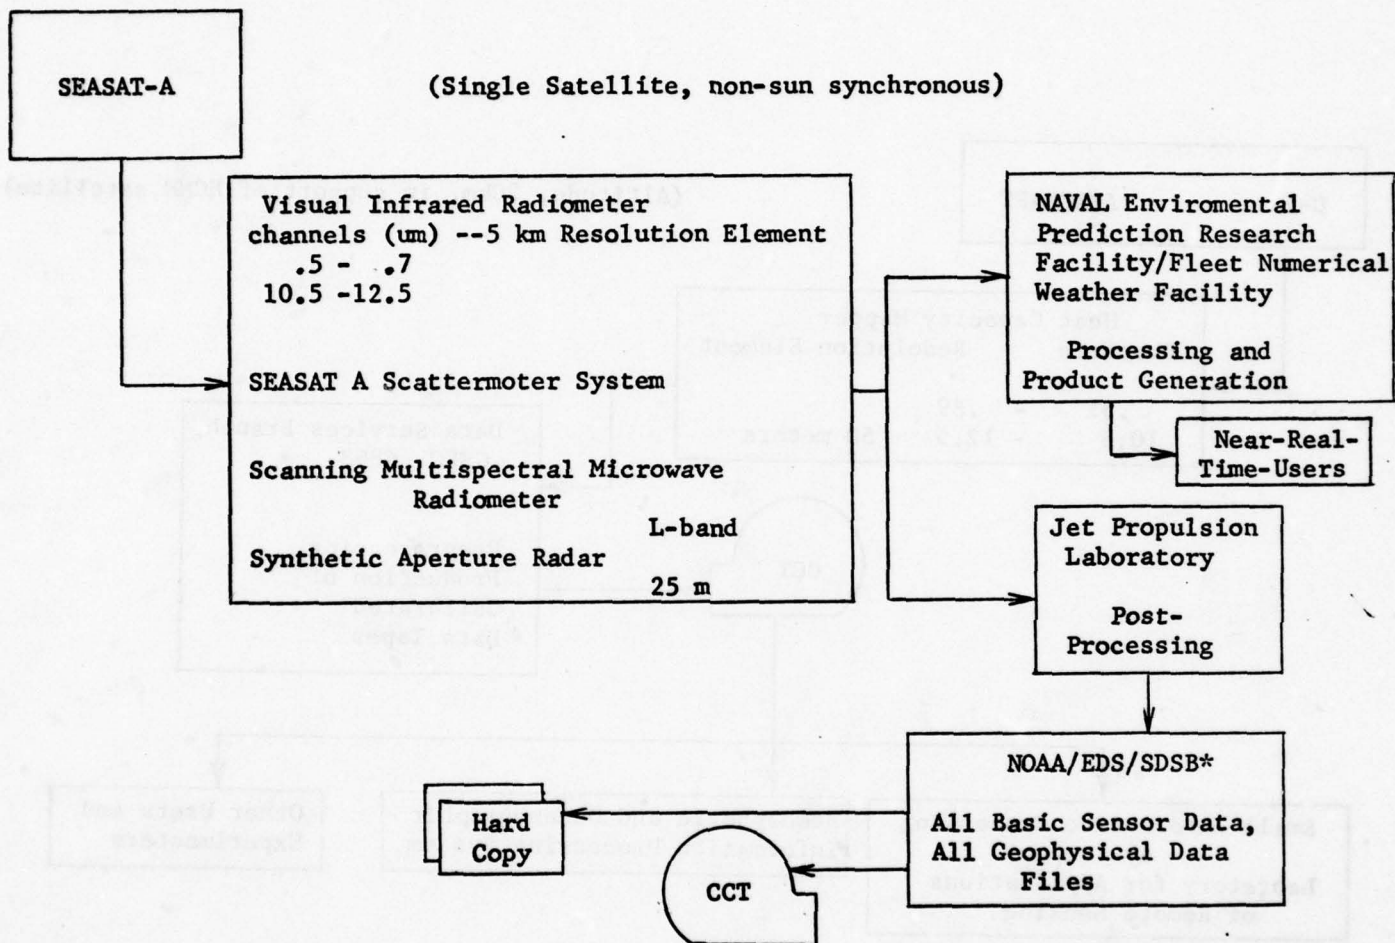 SEASAT-A
(Single Satellite, non-sun synchronous)
Visual Infrared Radiometer
channels (um) --5 km Resolution Element
.5 - .7
10.5 -12.5
SEASAT A Scattermoter System
Scanning Multispectral Microwave
Radiometer
L-band
Synthetic Aperture Radar
25 m
NAVAL Enviromental
Prediction Research
Facility/Fleet Numerical
Weather Facility
Processing and
Product Generation
Near-Real-
Time-Users
Jet Propulsion
Laboratory
Post-
Processing
NOAA/EDS/SDSB*
All Basic Sensor Data,
All Geophysical Data
Files
Hard
Copy
CCT